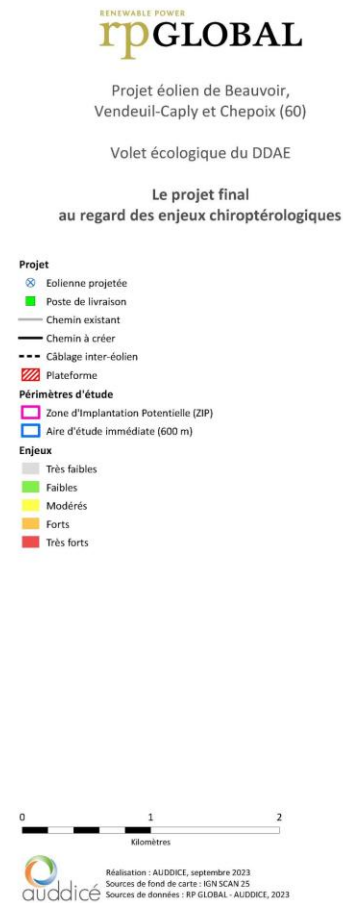 RENEWABLE POWER
rpGLOBAL
Projet éolien de Beauvoir,
Vendeuil-Caply et Chepoix (60)
Volet écologique du DDAE
Le projet final
au regard des enjeux chiroptérologiques
Projet
Eolienne projetée
Poste de livraison
Chemin existant
Chemin à créer
Câblage inter-éolien
Plateforme
Périmètres d'étude
Zone d'Implantation Potentielle (ZIP)
Aire d'étude immédiate (600 m)
Enjeux
Très faibles
Faibles
Modérés
Forts
Très forts
0 1 2
Kilomètres
auddicé
Réalisation : AUDDICE, septembre 2023
Sources de fond de carte : IGN SCAN 25
Sources de données : RP GLOBAL - AUDDICE, 2023